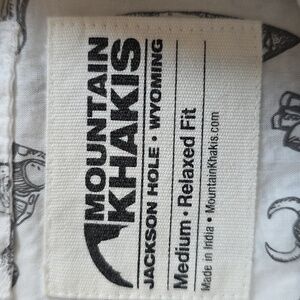 MOUNTAIN
KHAKIS
JACKSON HOLE • WYOMING
Medium • Relaxed Fit
Made in India • MountainKhakis.com